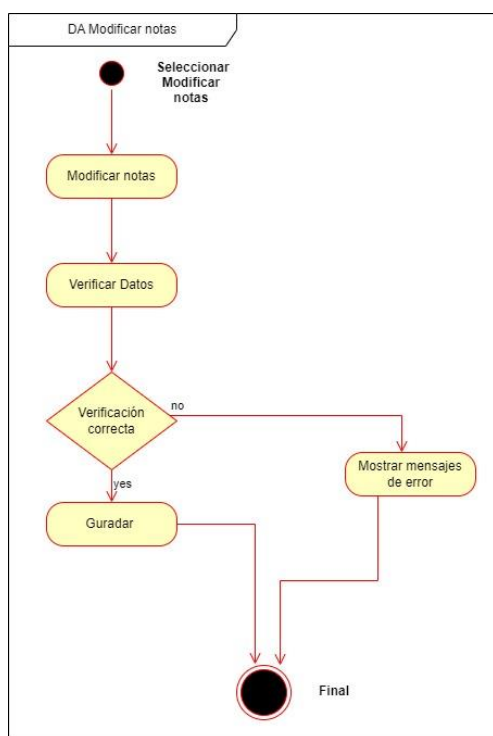 DA Modificar notas
Seleccionar
Modificar
notas
Modificar notas
Verificar Datos
Verificación
correcta
no
yes
Mostrar mensajes
de error
Guradar
Final